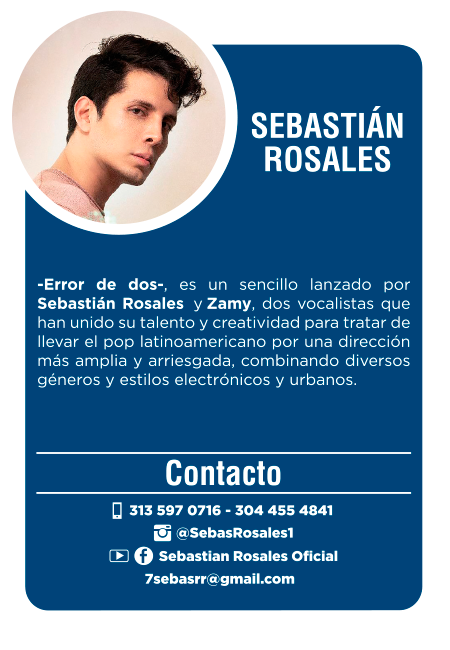 SEBASTIÁN
ROSALES
-Error de dos-, es un sencillo lanzado por
Sebastián Rosales y Zamy, dos vocalistas que
han unido su talento y creatividad para tratar de
llevar el pop latinoamericano por una dirección
más amplia y arriesgada, combinando diversos
géneros y estilos electrónicos y urbanos.
Contacto
313 597 0716 - 304 455 4841
@SebasRosales1
Sebastian Rosales Oficial
7sebasrr@gmail.com